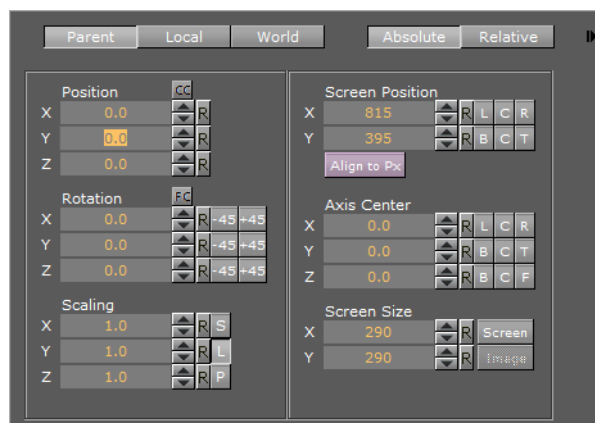 Parent Local World Absolute Relative
Position CC
X 0.0 R
Y 0.0 R
Z 0.0 R
Rotation FC
X 0.0 R -45 +45
Y 0.0 R -45 +45
Z 0.0 R -45 +45
Scaling
X 1.0 R S
Y 1.0 R L
Z 1.0 R P
Screen Position
X 815 R L C R
Y 395 R B C T
Align to Px
Axis Center
X 0.0 R L C R
Y 0.0 R B C T
Z 0.0 R B C F
Screen Size
X 290 R Screen
Y 290 R Image